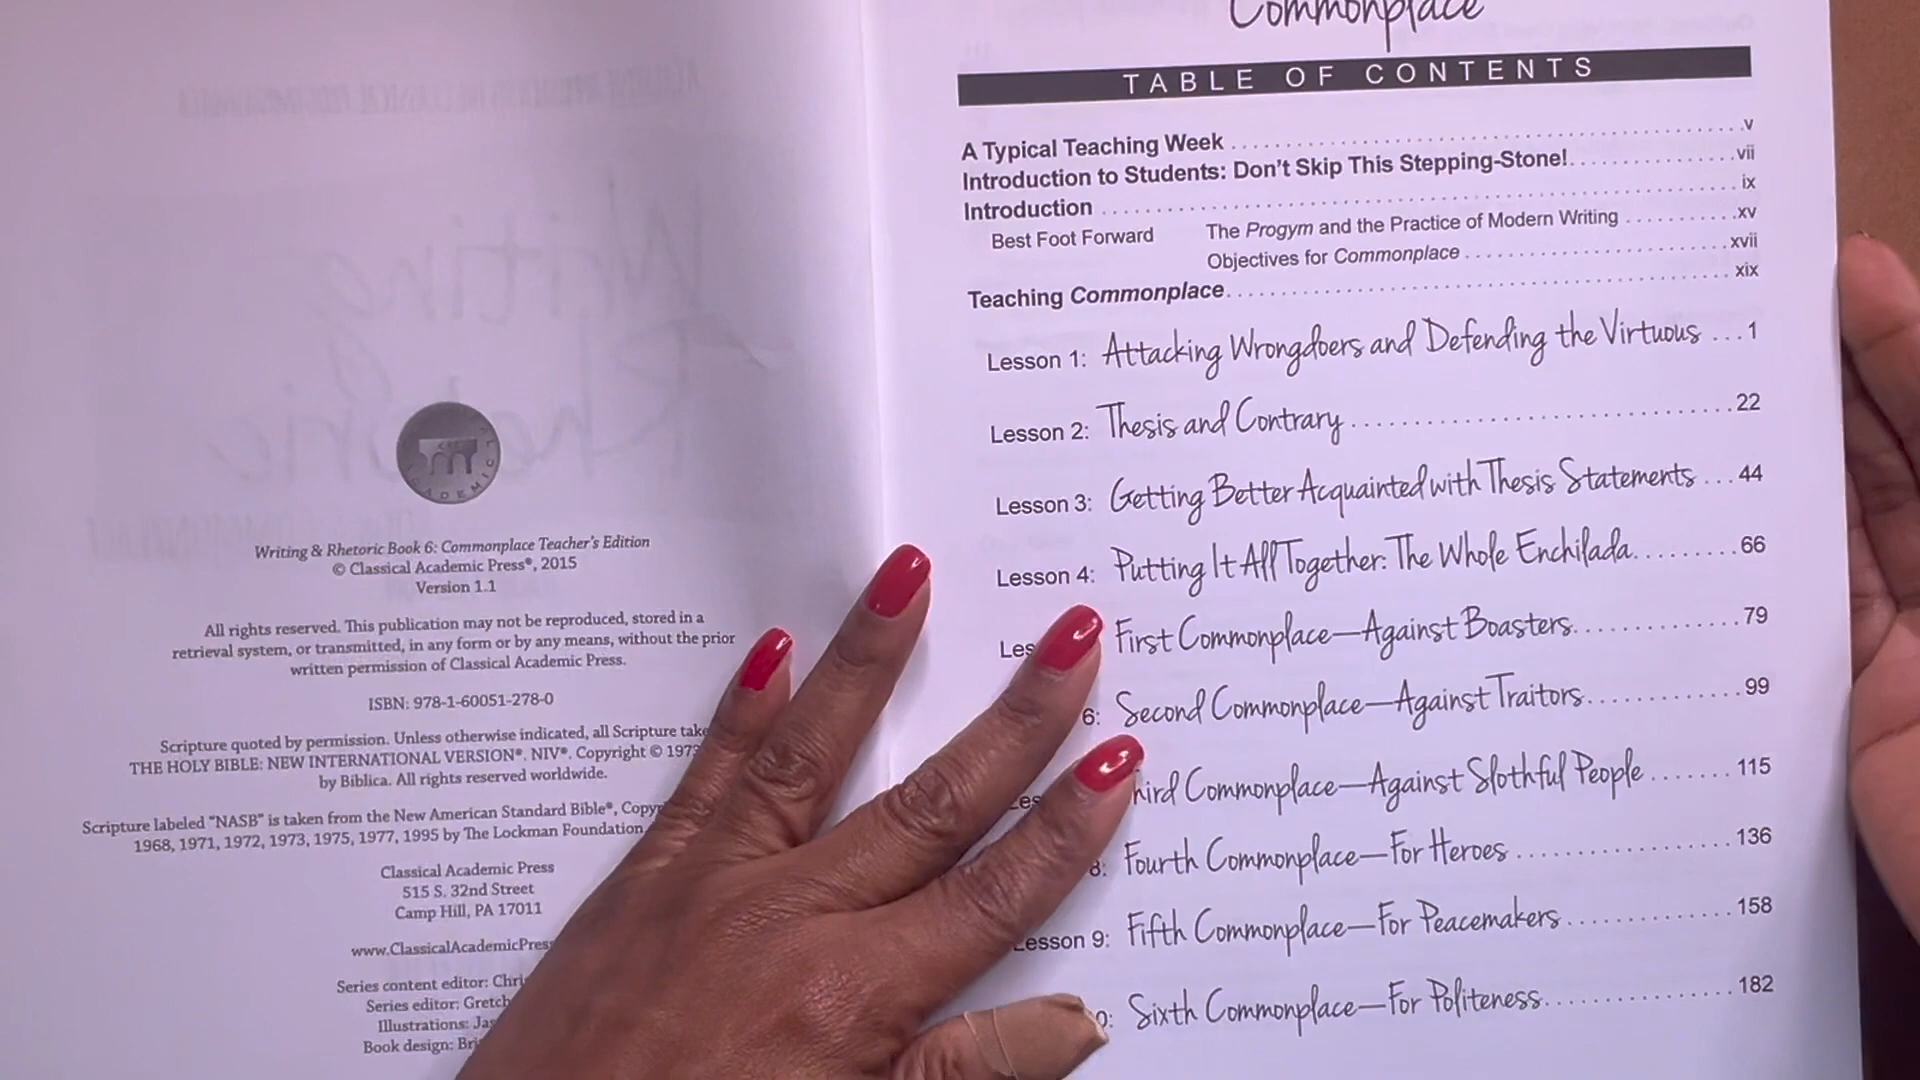 Writing & Rhetoric Book 6: Commonplace Teacher's Edition
© Classical Academic Press®, 2015
Version 1.1
All rights reserved. This publication may not be reproduced, stored in a
retrieval system, or transmitted, in any form or by any means, without the prior
written permission of Classical Academic Press.
ISBN: 978-1-60051-278-0
Scripture quoted by permission. Unless otherwise indicated, all Scripture
THE HOLY BIBLE: NEW INTERNATIONAL VERSION®. NIV®. Copyright ©
by Biblica. All rights reserved worldwide.
Scripture labeled "NASB" is taken from the New American Standard Bible®,
1968, 1971, 1972, 1973, 1975, 1977, 1995 by The Lockman Foundation.
Classical Academic Press
515 S. 32nd Street
Camp Hill, PA 17011
www.ClassicalAcademicPress
Series content editor:
Series editor:
Illustrations:
Book design:
Commonplace
TABLE OF CONTENTS
A Typical Teaching Week . . . . . v
Introduction to Students: Don't Skip This Stepping-Stone! . . . . . vii
Introduction . . . . . ix
Best Foot Forward The Progym and the Practice of Modern Writing . . . . . xv
Objectives for Commonplace . . . . . xvii
Teaching Commonplace . . . . . xix
Lesson 1: Attacking Wrongdoers and Defending the Virtuous . . . 1
Lesson 2: Thesis and Contrary . . . . . 22
Lesson 3: Getting Better Acquainted with Thesis Statements . . . 44
Lesson 4: Putting It All Together: The Whole Enchilada . . . . . 66
First Commonplace—Against Boasters . . . . . 79
6: Second Commonplace—Against Traitors . . . . . 99
Commonplace—Against Slothful People . . . . . 115
8: Fourth Commonplace—For Heroes . . . . . 136
Lesson 9: Fifth Commonplace—For Peacemakers . . . . . 158
Sixth Commonplace—For Politeness . . . . . 182